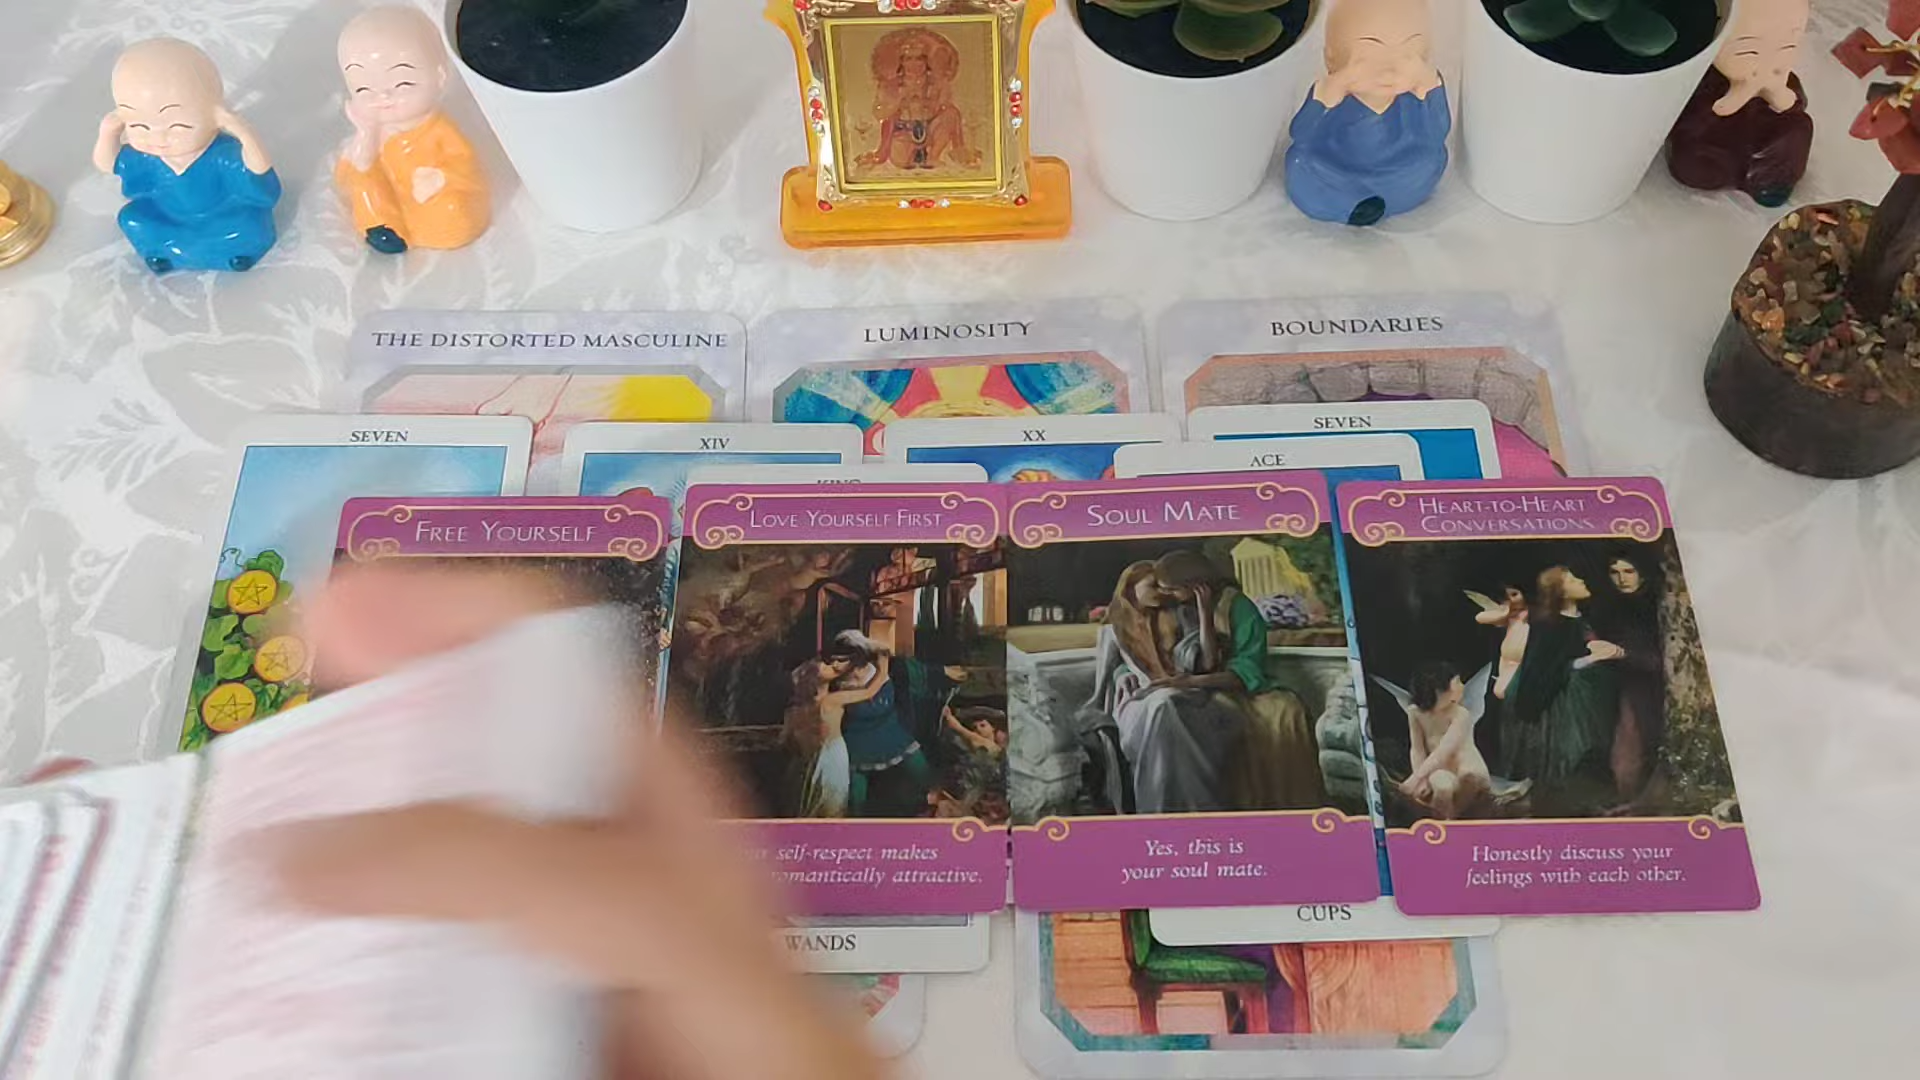 THE DISTORTED MASCULINE
LUMINOSITY
BOUNDARIES
SEVEN
XIV
XX
SEVEN
KING
ACE
FREE YOURSELF
LOVE YOURSELF FIRST
SOUL MATE
HEART-TO-HEART
CONVERSATIONS
self-respect makes
romantically attractive.
Yes, this is
your soul mate.
Honestly discuss your
feelings with each other.
WANDS
CUPS